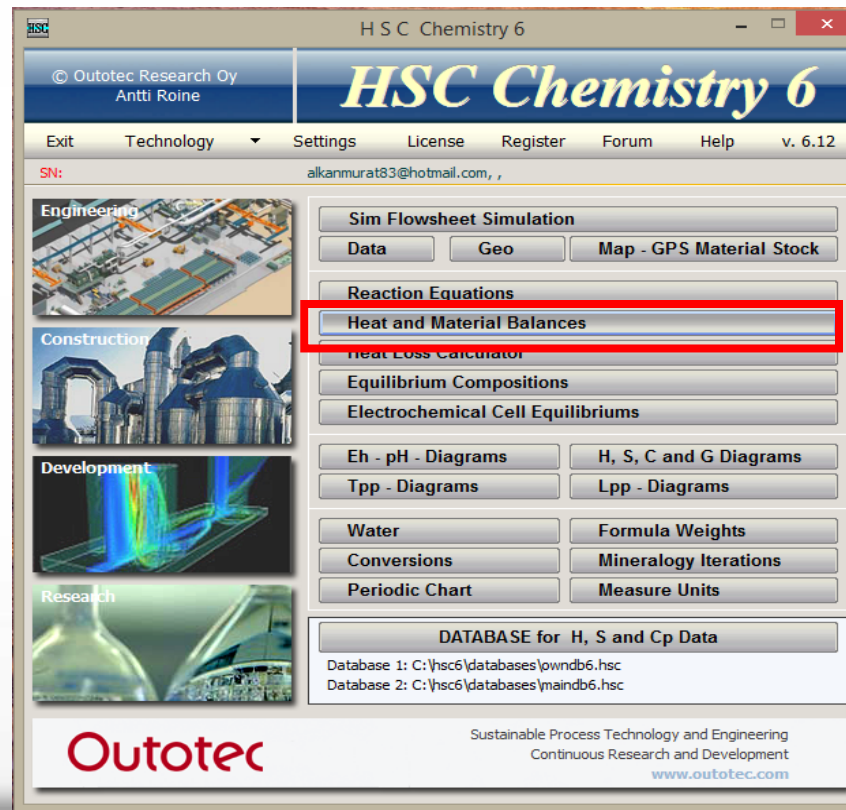 HSC
H S C Chemistry 6
© Outotec Research Oy
Antti Roine
HSC Chemistry 6
Exit Technology Settings License Register Forum Help v. 6.12
SN: alkanmurat83@hotmail.com, ,
Engineering
Sim Flowsheet Simulation
Data Geo Map - GPS Material Stock
Reaction Equations
Heat and Material Balances
Construction
Heat Loss Calculator
Equilibrium Compositions
Electrochemical Cell Equilibriums
Development
Eh - pH - Diagrams H, S, C and G Diagrams
Tpp - Diagrams Lpp - Diagrams
Water Formula Weights
Conversions Mineralogy Iterations
Periodic Chart Measure Units
Research
DATABASE for H, S and Cp Data
Database 1: C:\hsc6\databases\owndb6.hsc
Database 2: C:\hsc6\databases\maindb6.hsc
Outotec
Sustainable Process Technology and Engineering
Continuous Research and Development
www.outotec.com